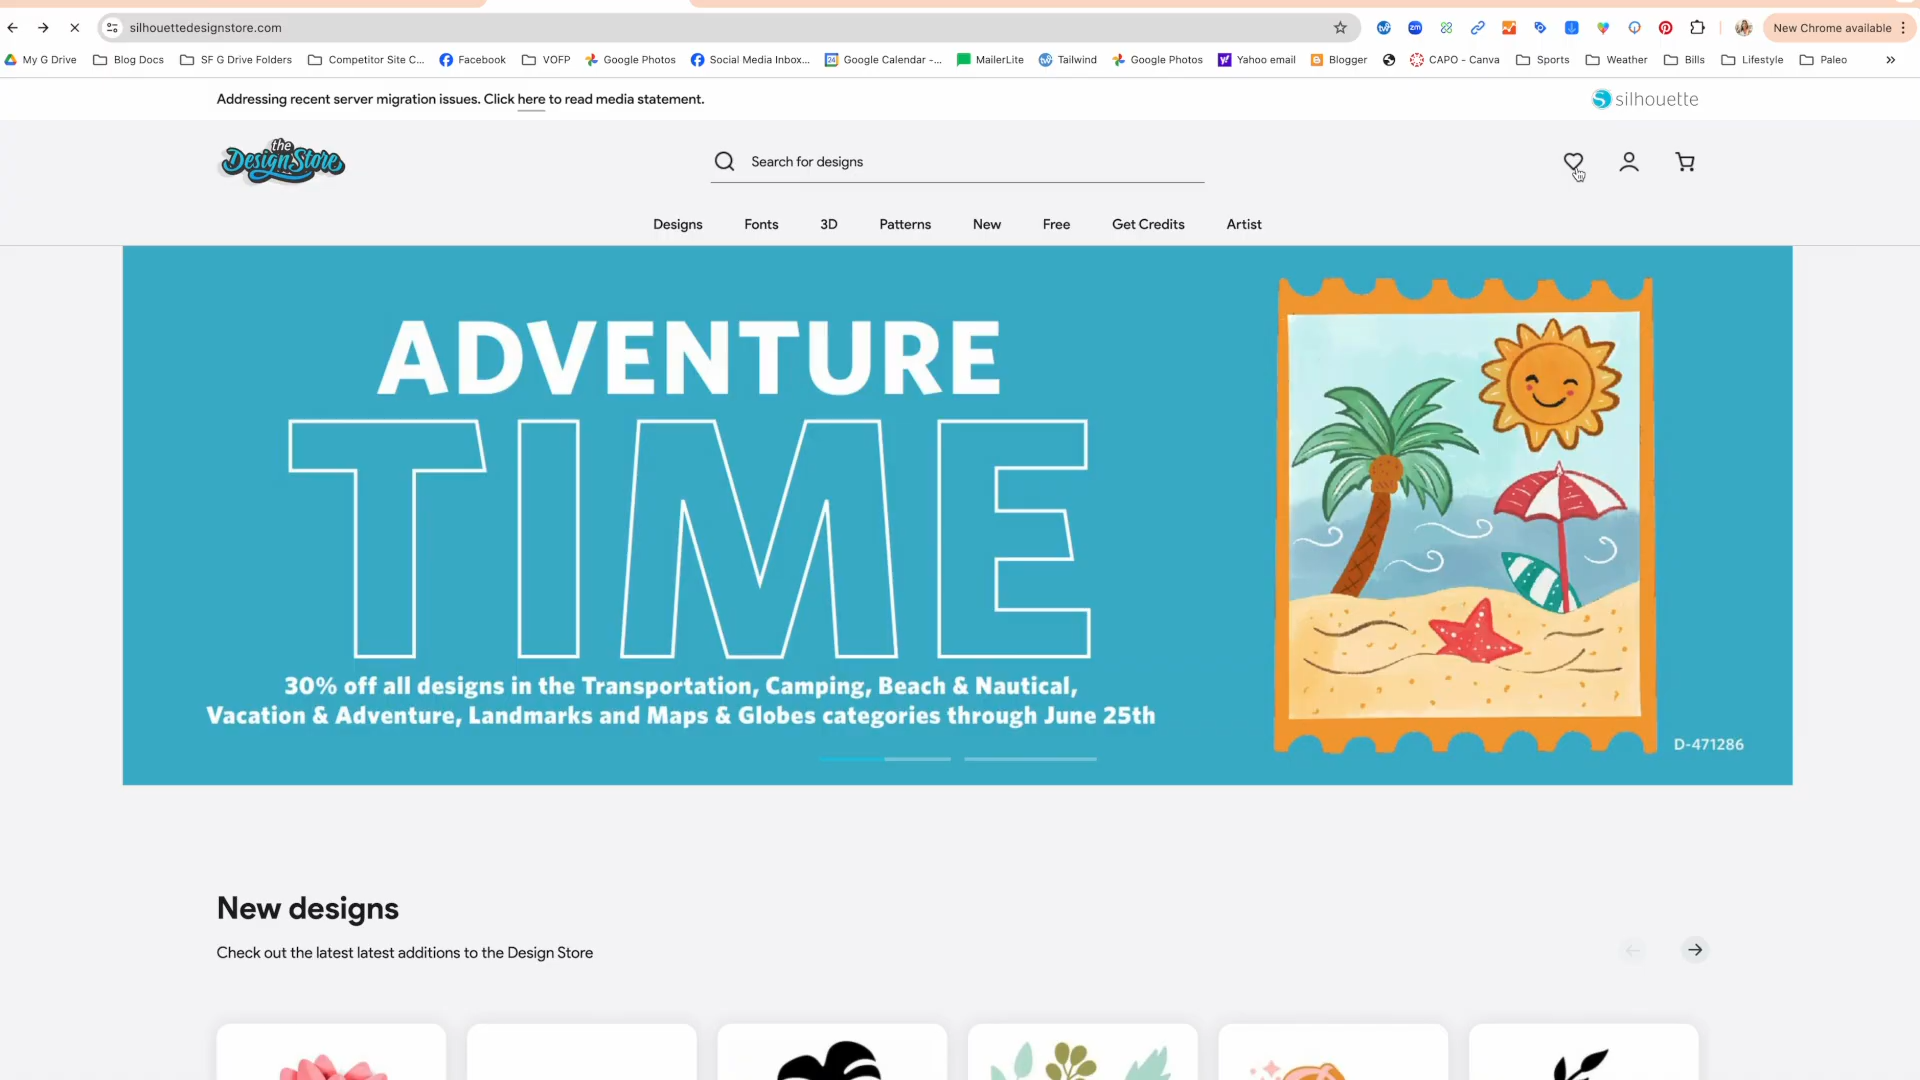 silhouettedesignstore.com
New Chrome available
My G Drive
Blog Docs
SF G Drive Folders
Competitor Site C...
Facebook
VOFP
Google Photos
Social Media Inbox...
Google Calendar -...
MailerLite
Tailwind
Google Photos
Yahoo email
Blogger
CAPO - Canva
Sports
Weather
Bills
Lifestyle
Paleo
Addressing recent server migration issues. Click here to read media statement.
silhouette
the
Design Store
Search for designs
Designs
Fonts
3D
Patterns
New
Free
Get Credits
Artist
ADVENTURE
TIME
30% off all designs in the Transportation, Camping, Beach & Nautical,
Vacation & Adventure, Landmarks and Maps & Globes categories through June 25th
D-471286
New designs
Check out the latest latest additions to the Design Store